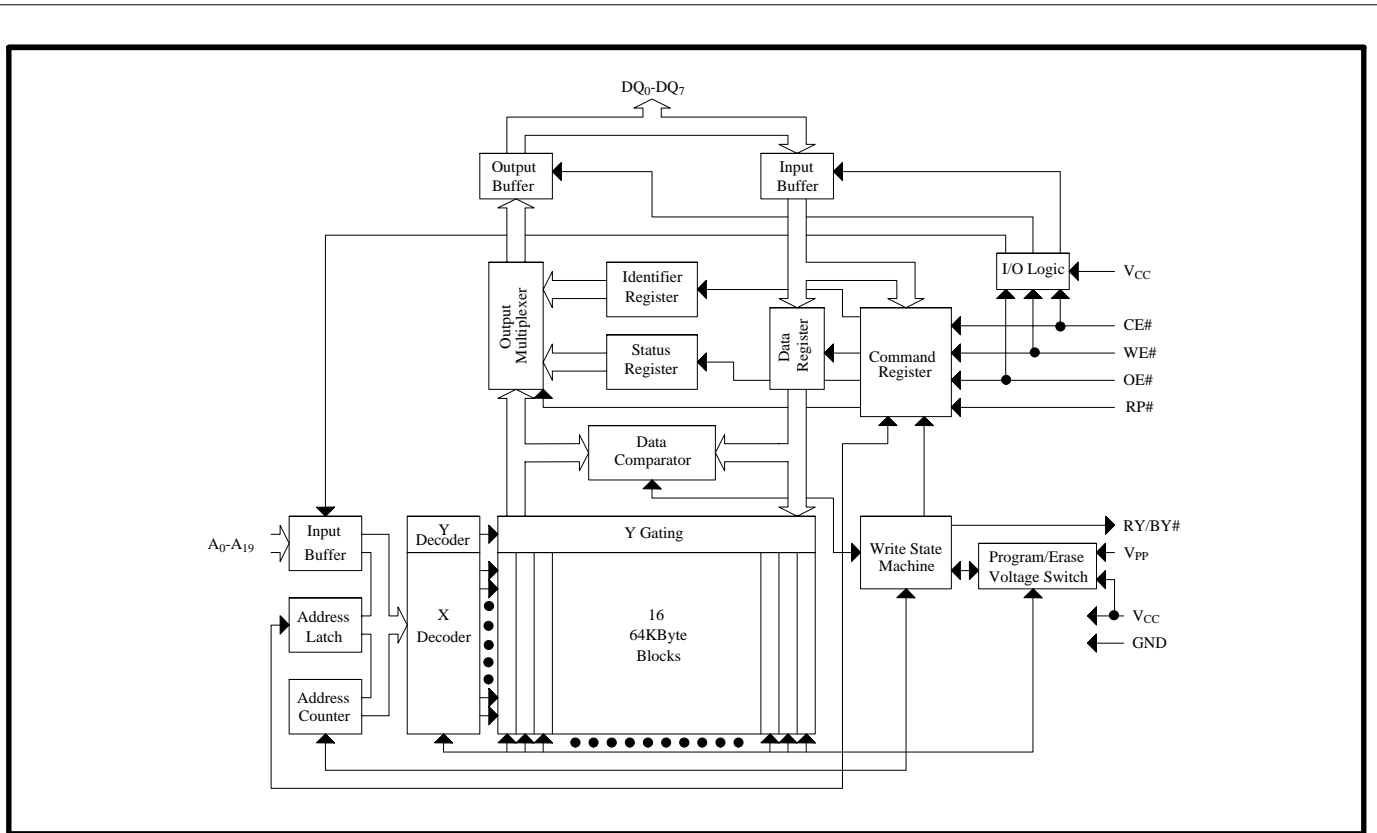 DQ0-DQ7
Output
Buffer
Input
Buffer
I/O Logic
VCC
Output
Multiplexer
Identifier
Register
Status
Register
Data
Register
Command
Register
CE#
WE#
OE#
RP#
Data
Comparator
A0-A19
Input
Buffer
Y
Decoder
Y Gating
Write State
Machine
RY/BY#
Program/Erase
Voltage Switch
VPP
VCC
GND
Address
Latch
X
Decoder
16
64KByte
Blocks
Address
Counter